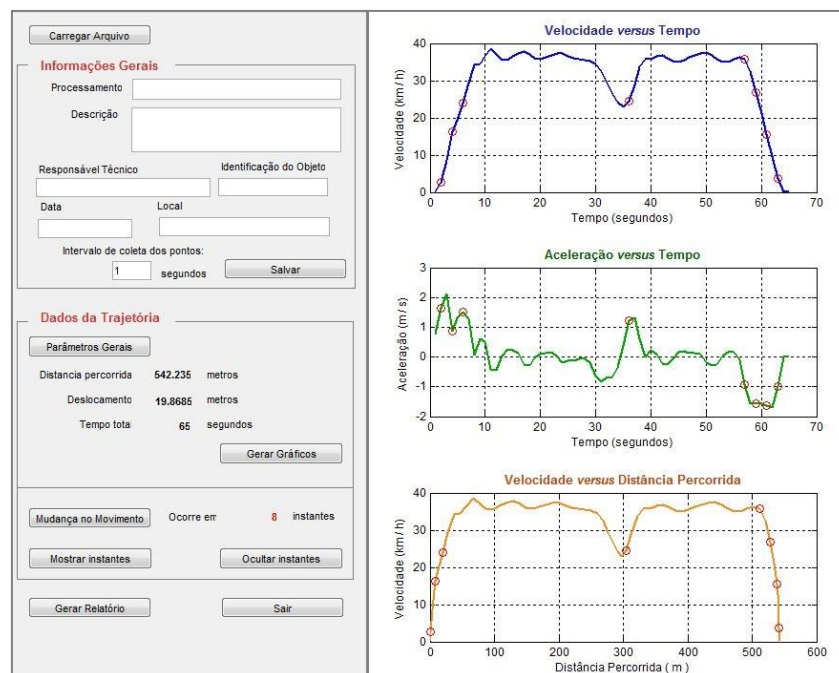 Carregar Arquivo
Informações Gerais
Processamento
Descrição
Responsável Técnico
Identificação do Objeto
Data
Local
Intervalo de coleta dos pontos:
1 segundos
Salvar
Dados da Trajetória
Parâmetros Gerais
Distancia percorrida 542.235 metros
Deslocamento 19.8685 metros
Tempo tota 65 segundos
Gerar Gráficos
Mudança no Movimento Ocorre em 8 instantes
Mostrar instantes
Ocultar instantes
Gerar Relatório
Sair
Velocidade versus Tempo
Velocidade (km / h)
40
30
20
10
0
0 10 20 30 40 50 60 70
Tempo (segundos)
Aceleração versus Tempo
Aceleração (m / s)
3
2
1
0
-1
-2
0 10 20 30 40 50 60 70
Tempo (segundos)
Velocidade versus Distância Percorrida
Velocidade (km / h)
40
30
20
10
0
0 100 200 300 400 500 600
Distância Percorrida ( m )